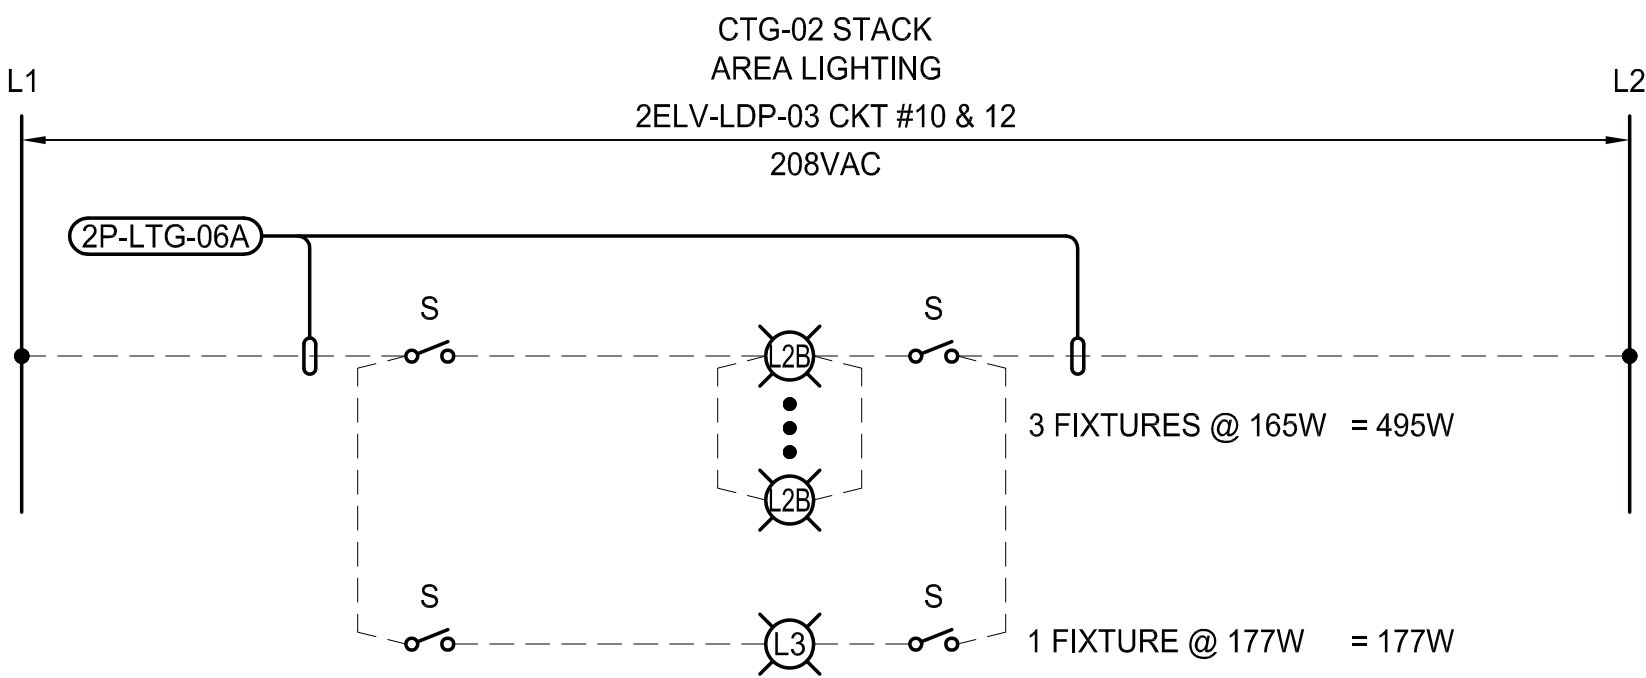 CTG-02 STACK
AREA LIGHTING
L1
L2
2ELV-LDP-03 CKT #10 & 12
208VAC
2P-LTG-06A
S
S
L2B
3 FIXTURES @ 165W = 495W
L2B
S
S
L3
1 FIXTURE @ 177W = 177W